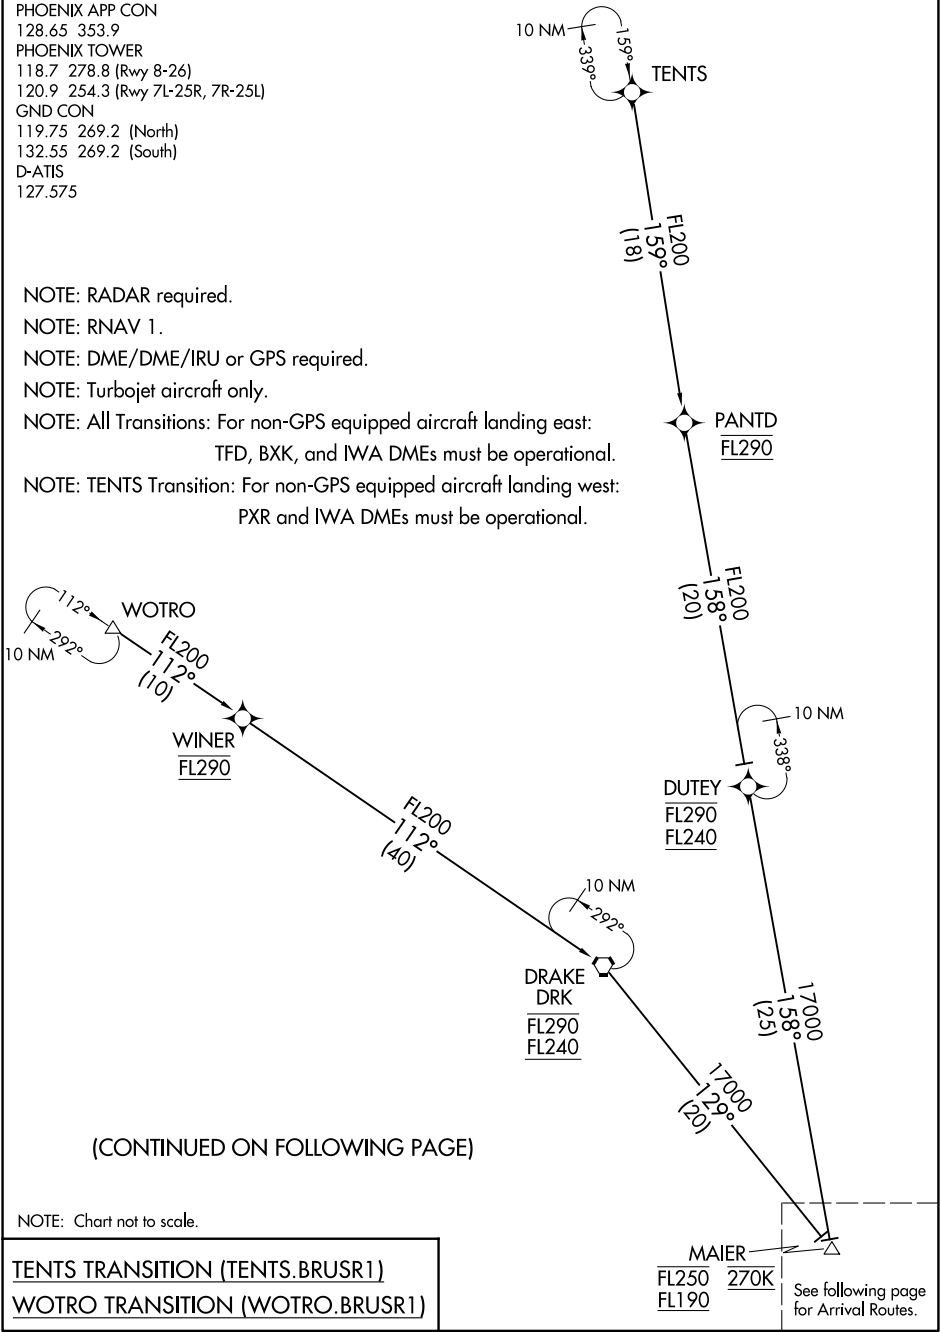 PHOENIX APP CON
128.65 353.9
PHOENIX TOWER
118.7 278.8 (Rwy 8-26)
120.9 254.3 (Rwy 7L-25R, 7R-25L)
GND CON
119.75 269.2 (North)
132.55 269.2 (South)
D-ATIS
127.575
10 NM
159°
339°
TENTS
FL200
159°
(18)
NOTE: RADAR required.
NOTE: RNAV 1.
NOTE: DME/DME/IRU or GPS required.
NOTE: Turbojet aircraft only.
NOTE: All Transitions: For non-GPS equipped aircraft landing east:
TFD, BXK, and IWA DMEs must be operational.
NOTE: TENTS Transition: For non-GPS equipped aircraft landing west:
PXR and IWA DMEs must be operational.
PANTD
FL290
FL200
158°
(20)
112°
292°
10 NM
WOTRO
FL200
112°
(10)
WINER
FL290
FL200
112°
(40)
10 NM
338°
DUTEY
FL290
FL240
10 NM
292°
DRAKE
DRK
FL290
FL240
17000
158°
(25)
17000
129°
(20)
(CONTINUED ON FOLLOWING PAGE)
NOTE: Chart not to scale.
TENTS TRANSITION (TENTS.BRUSR1)
WOTRO TRANSITION (WOTRO.BRUSR1)
MAIER
FL250 270K
FL190
See following page
for Arrival Routes.